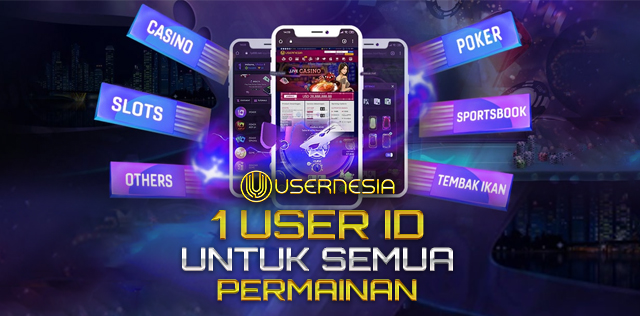 CASINO
POKER
SLOTS
SPORTSBOOK
OTHERS
TEMBAK IKAN
USERNESIA
1 USER ID
UNTUK SEMUA
PERMAINAN